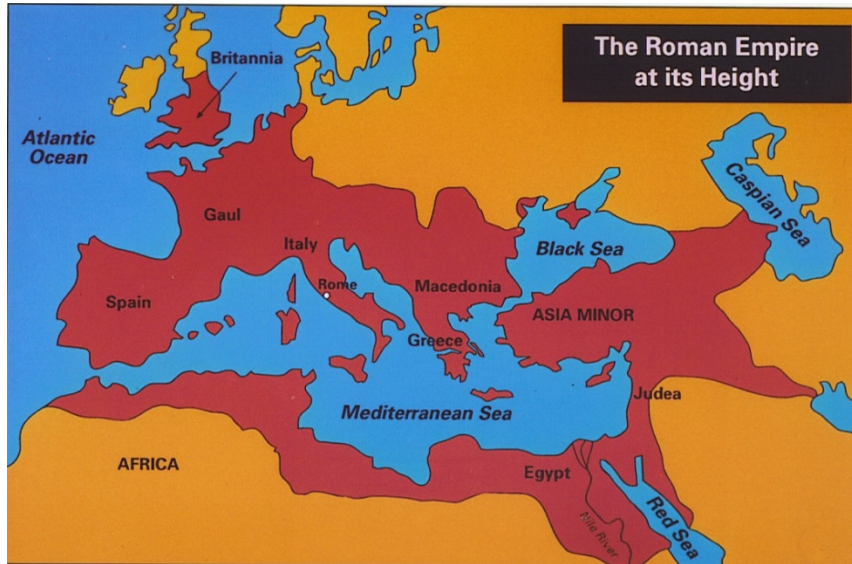 The Roman Empire
at its Height
Britannia
Atlantic
Ocean
Caspian Sea
Gaul
Italy
Black Sea
Rome
Macedonia
Spain
ASIA MINOR
Greece
Judea
Mediterranean Sea
AFRICA
Egypt
Nile River
Red Sea